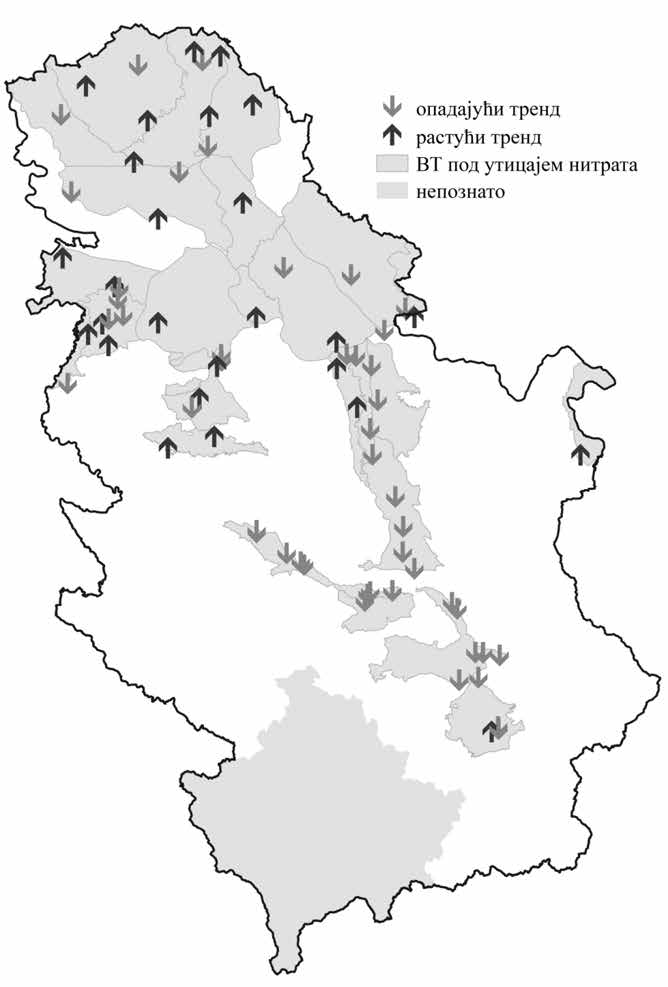 опадајући тренд
растући тренд
ВТ под утицајем нитрата
непознато